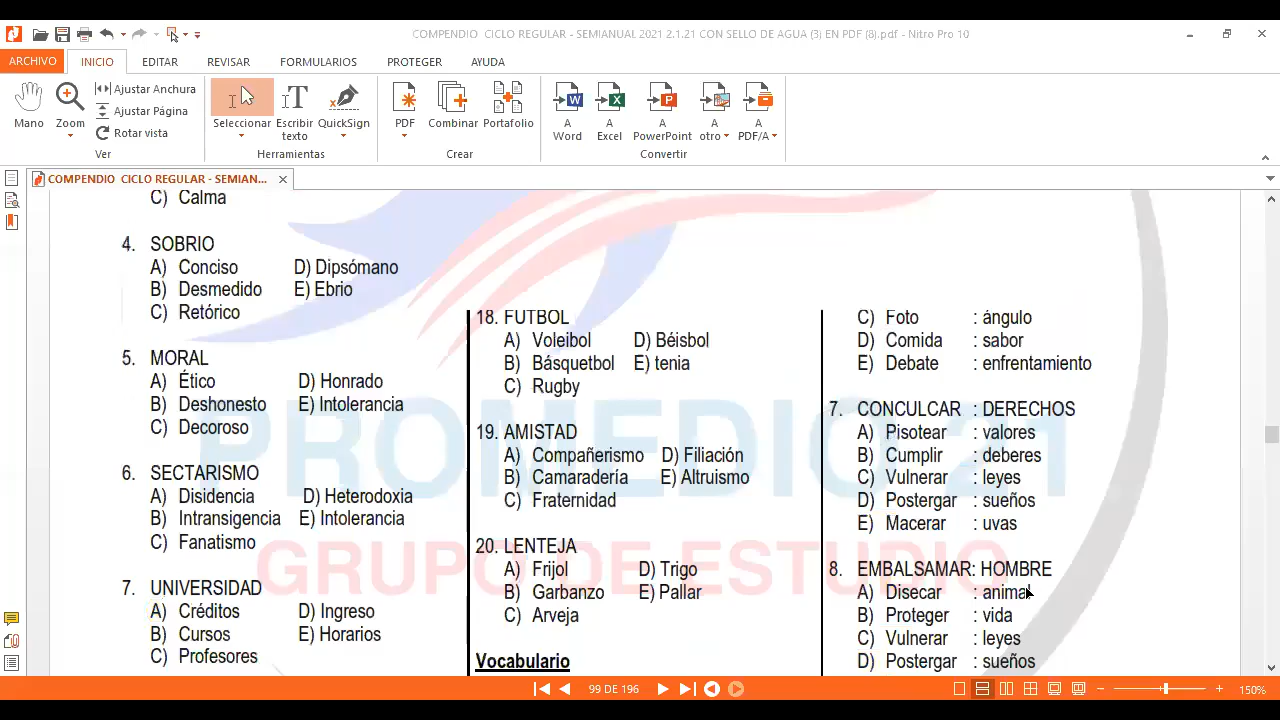 COMPENDIO CICLO REGULAR - SEMIANUAL 2021 2.1.21 CON SELLO DE AGUA (3) EN PDF (8).pdf - Nitro Pro 10
ARCHIVO INICIO EDITAR REVISAR FORMULARIOS PROTEGER AYUDA
Mano
Zoom
Ajustar Anchura
Ajustar Página
Rotar vista
Ver
Seleccionar
Escribir texto
QuickSign
Herramientas
PDF
Combinar
Portafolio
Crear
A Word
A Excel
A PowerPoint
A otro
A PDF/A
Convertir
COMPENDIO CICLO REGULAR - SEMIAN...
C) Calma
4. SOBRIO
A) Conciso D) Dipsómano
B) Desmedido E) Ebrio
C) Retórico
5. MORAL
A) Ético D) Honrado
B) Deshonesto E) Intolerancia
C) Decoroso
6. SECTARISMO
A) Disidencia D) Heterodoxia
B) Intransigencia E) Intolerancia
C) Fanatismo
7. UNIVERSIDAD
A) Créditos D) Ingreso
B) Cursos E) Horarios
C) Profesores
18. FUTBOL
A) Voleibol D) Béisbol
B) Básquetbol E) tenia
C) Rugby
19. AMISTAD
A) Compañerismo D) Filiación
B) Camaradería E) Altruismo
C) Fraternidad
20. LENTEJA
A) Frijol D) Trigo
B) Garbanzo E) Pallar
C) Arveja
Vocabulario
C) Foto : ángulo
D) Comida : sabor
E) Debate : enfrentamiento
7. CONCULCAR : DERECHOS
A) Pisotear : valores
B) Cumplir : deberes
C) Vulnerar : leyes
D) Postergar : sueños
E) Macerar : uvas
8. EMBALSAMAR: HOMBRE
A) Disecar : animal
B) Proteger : vida
C) Vulnerar : leyes
D) Postergar : sueños
PROMEDIO 21
GRUPO DE ESTUDIO
99 DE 196
150%